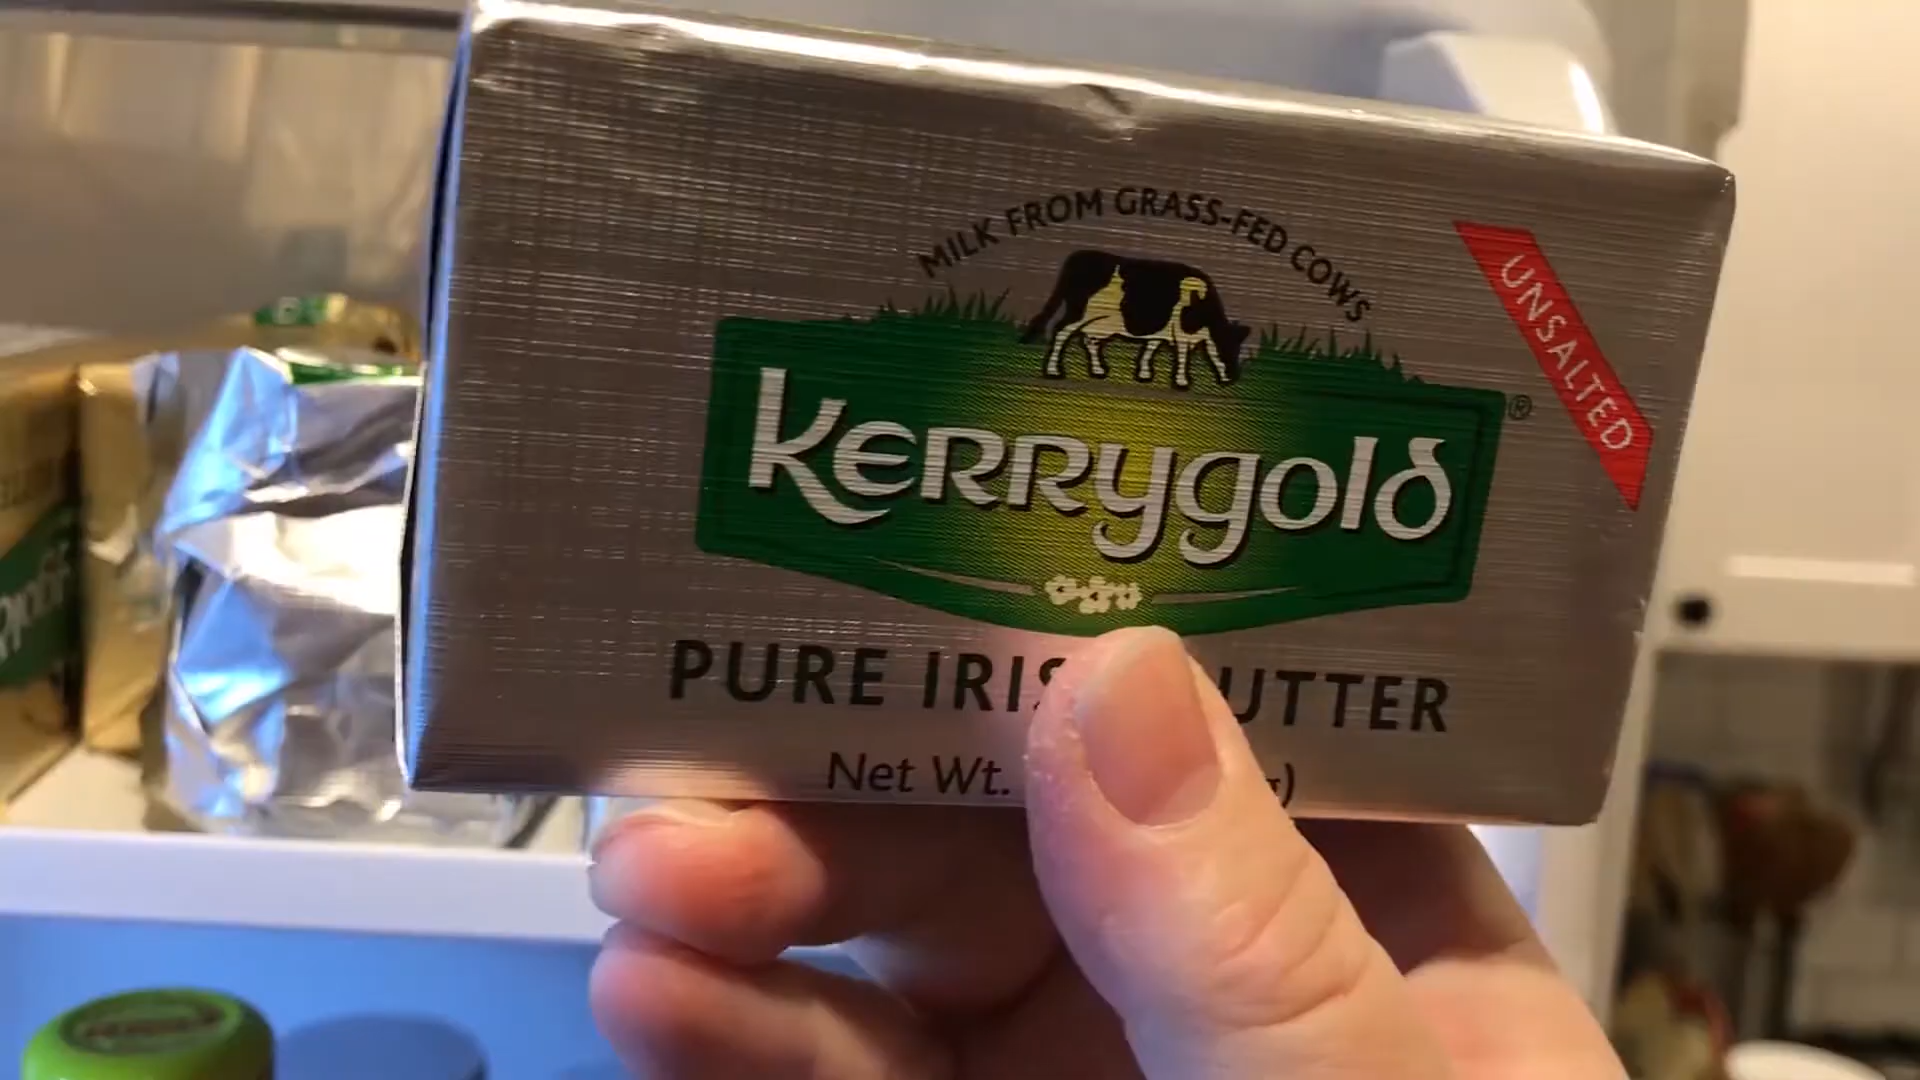 MILK FROM GRASS-FED COWS
UNSALTED
Kerrygold®
PURE IRIS UTTER
Net Wt. g)